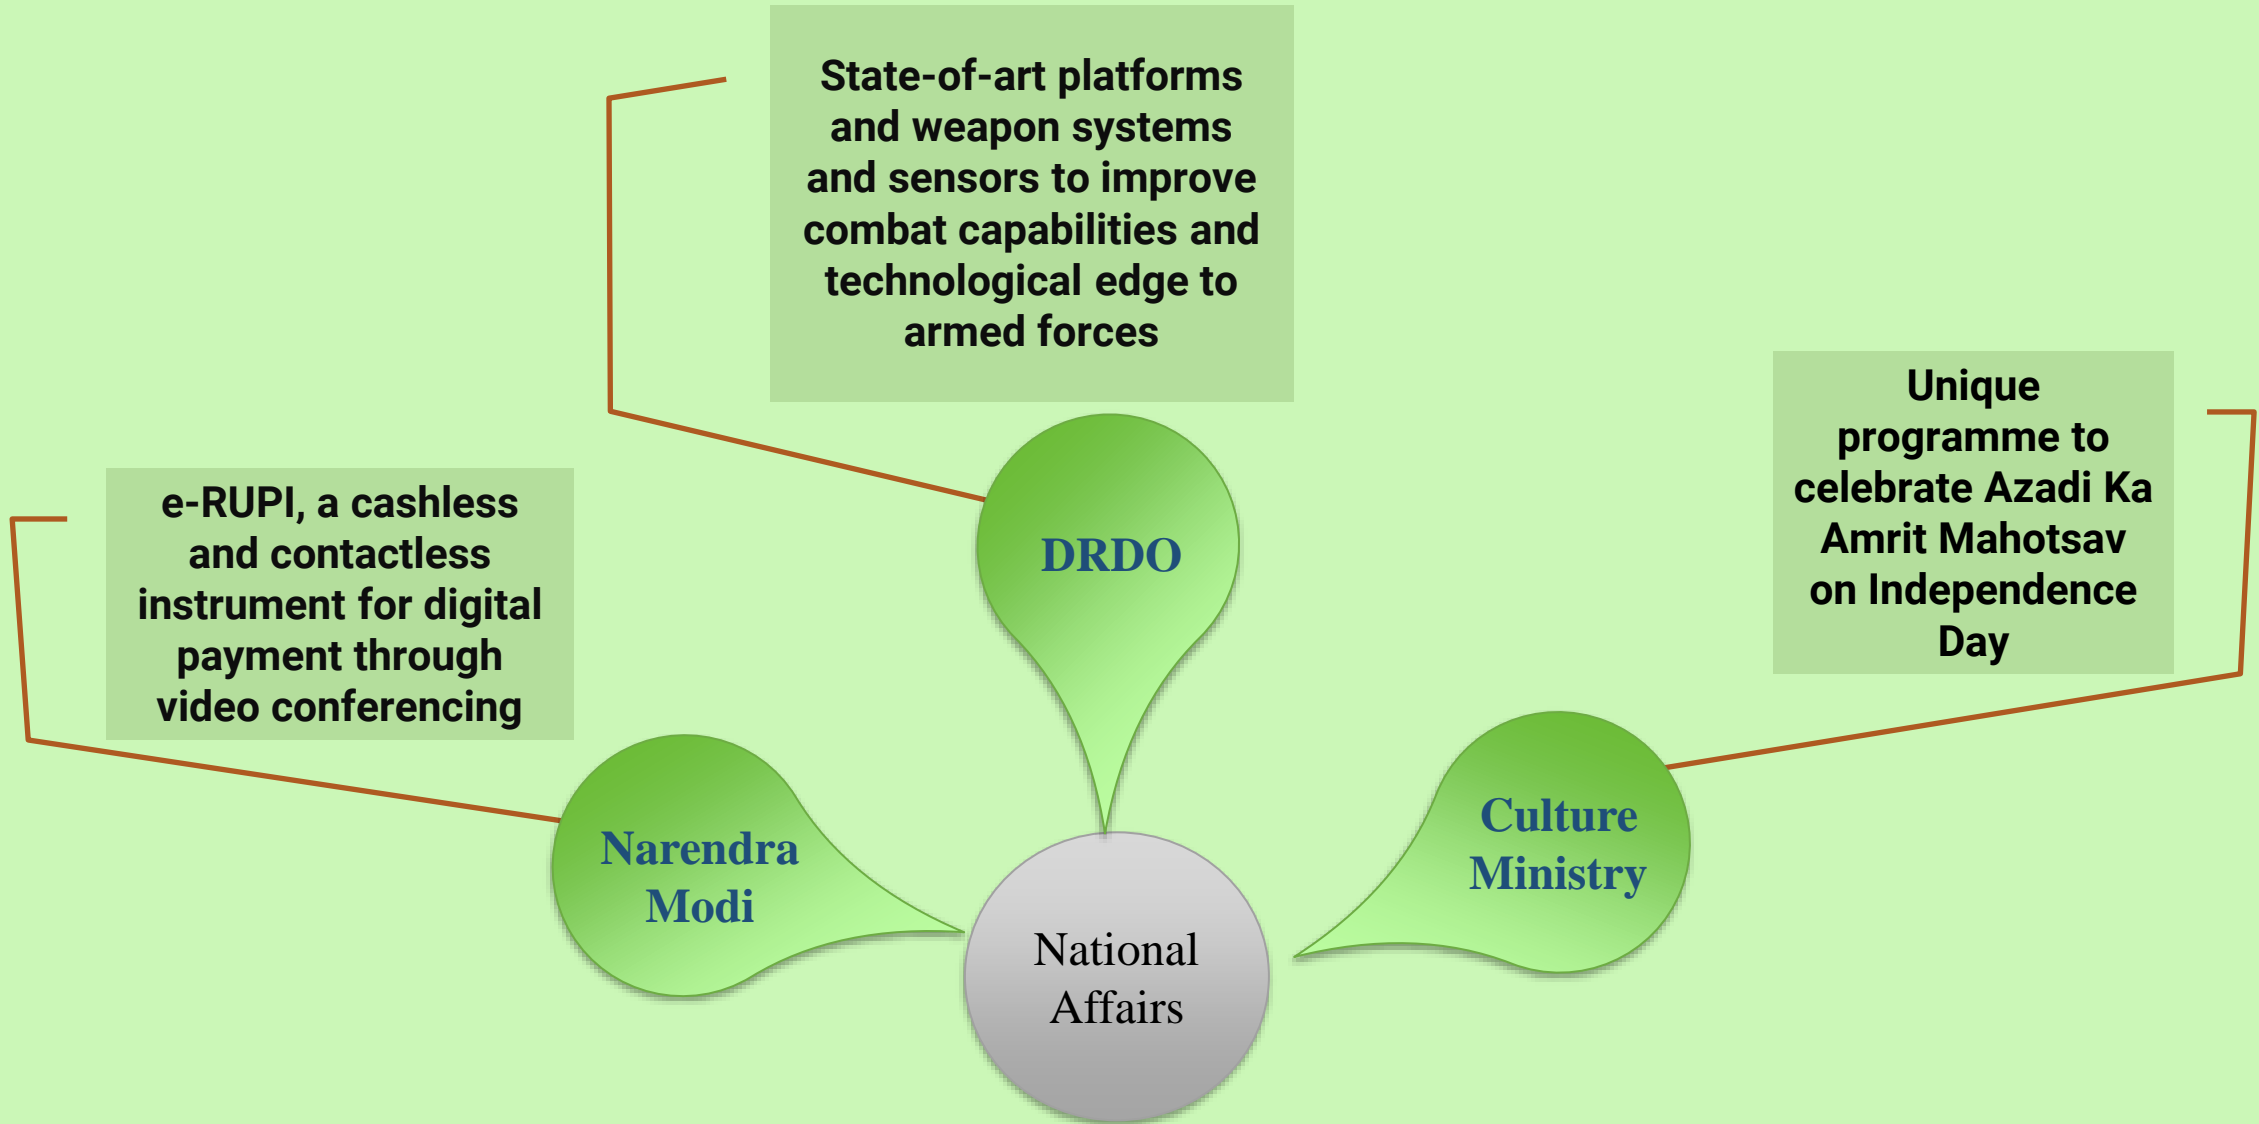 State-of-art platforms
and weapon systems
and sensors to improve
combat capabilities and
technological edge to
armed forces
Unique
programme to
celebrate Azadi Ka
Amrit Mahotsav
on Independence
Day
e-RUPI, a cashless
and contactless
instrument for digital
payment through
video conferencing
DRDO
Narendra
Modi
Culture
Ministry
National
Affairs